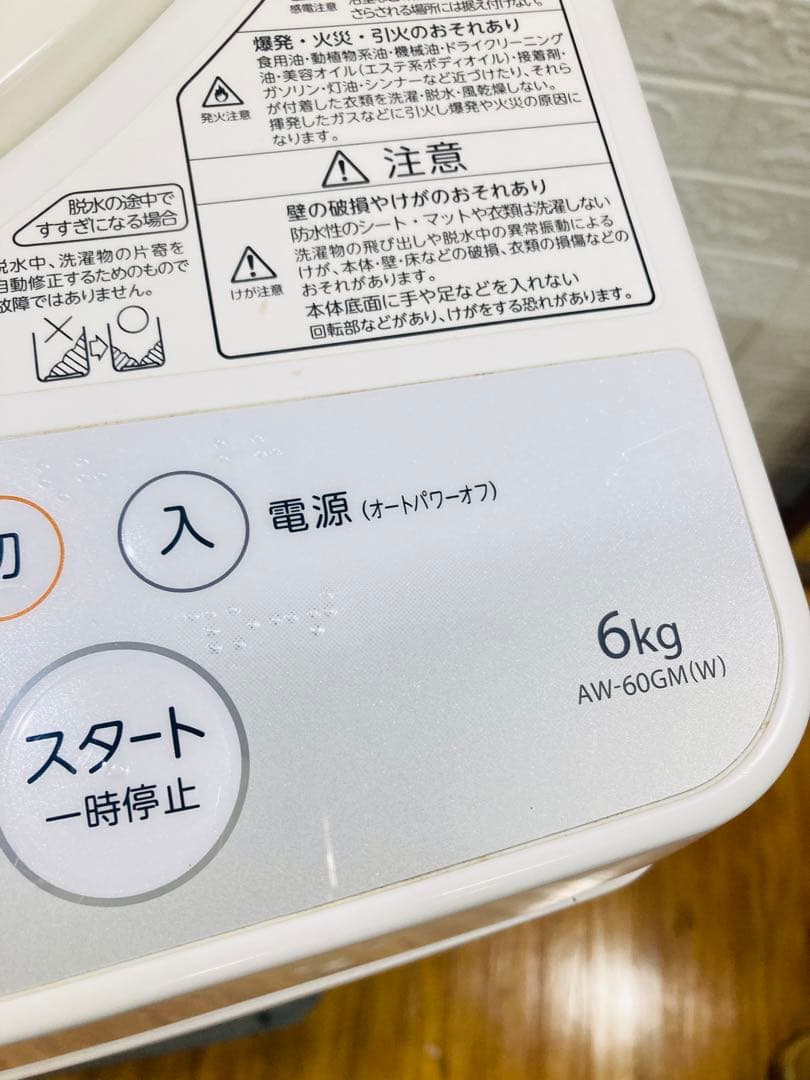 感電注意
さらされる場所には据え付けない。
爆発・火災・引火のおそれあり
食用油・動植物系油・機械油・ドライクリーニング
油・美容オイル(エステ系ボディオイル)・接着剤・
ガソリン・灯油・シンナーなど近づけたり、それら
が付着した衣類を洗濯・脱水・風乾燥しない。
揮発したガスなどに引火し爆発や火災の原因に
なります。
発火注意
注意
壁の破損やけがのおそれあり
防水性のシート・マットや衣類は洗濯しない
洗濯物の飛び出しや脱水中の異常振動による
けが、本体・壁・床などの破損、衣類の損傷などの
おそれがあります。
けが注意
本体底面に手や足などを入れない
回転部などがあり、けがをする恐れがあります。
脱水の途中で
すすぎになる場合
脱水中、洗濯物の片寄を
自動修正するためのもので
故障ではありません。
切
入
電源(オートパワーオフ)
スタート
一時停止
6kg
AW-60GM(W)